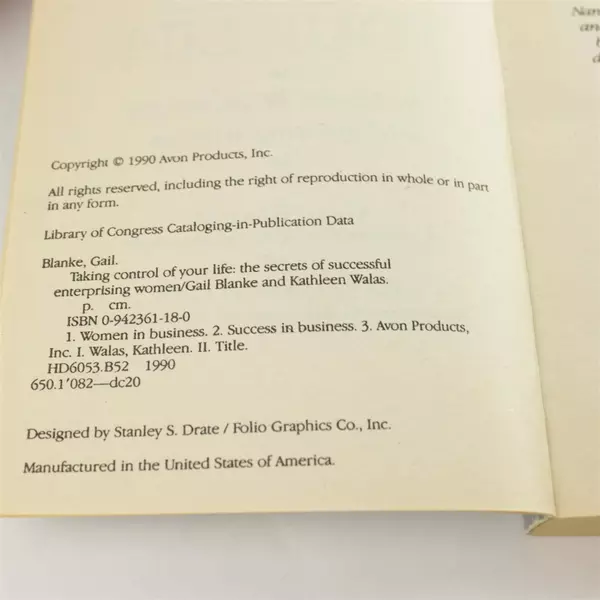 Copyright © 1990 Avon Products, Inc.
All rights reserved, including the right of reproduction in whole or in part
in any form.
Library of Congress Cataloging-in-Publication Data
Blanke, Gail.
Taking control of your life: the secrets of successful
enterprising women/Gail Blanke and Kathleen Walas.
p. cm.
ISBN 0-942361-18-0
1. Women in business. 2. Success in business. 3. Avon Products,
Inc. I. Walas, Kathleen. II. Title.
HD6053.B52 1990
650.1'082—dc20
Designed by Stanley S. Drate / Folio Graphics Co., Inc.
Manufactured in the United States of America.